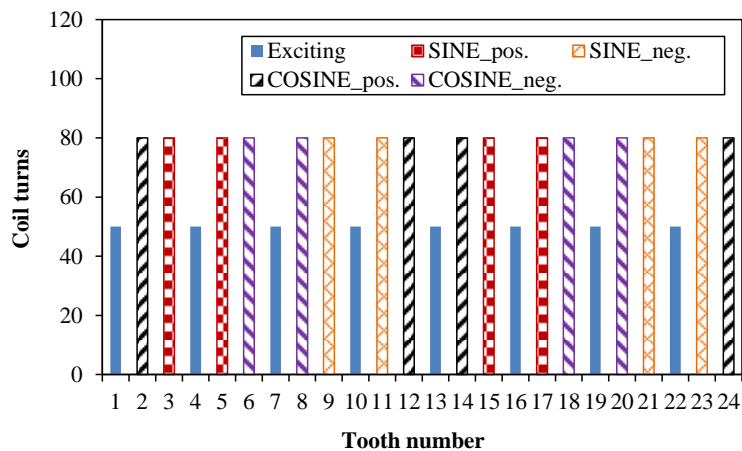 120
100
80
60
40
20
0
Coil turns
Exciting SINE_pos. SINE_neg.
COSINE_pos. COSINE_neg.
1 2 3 4 5 6 7 8 9 10 11 12 13 14 15 16 17 18 19 20 21 22 23 24
Tooth number